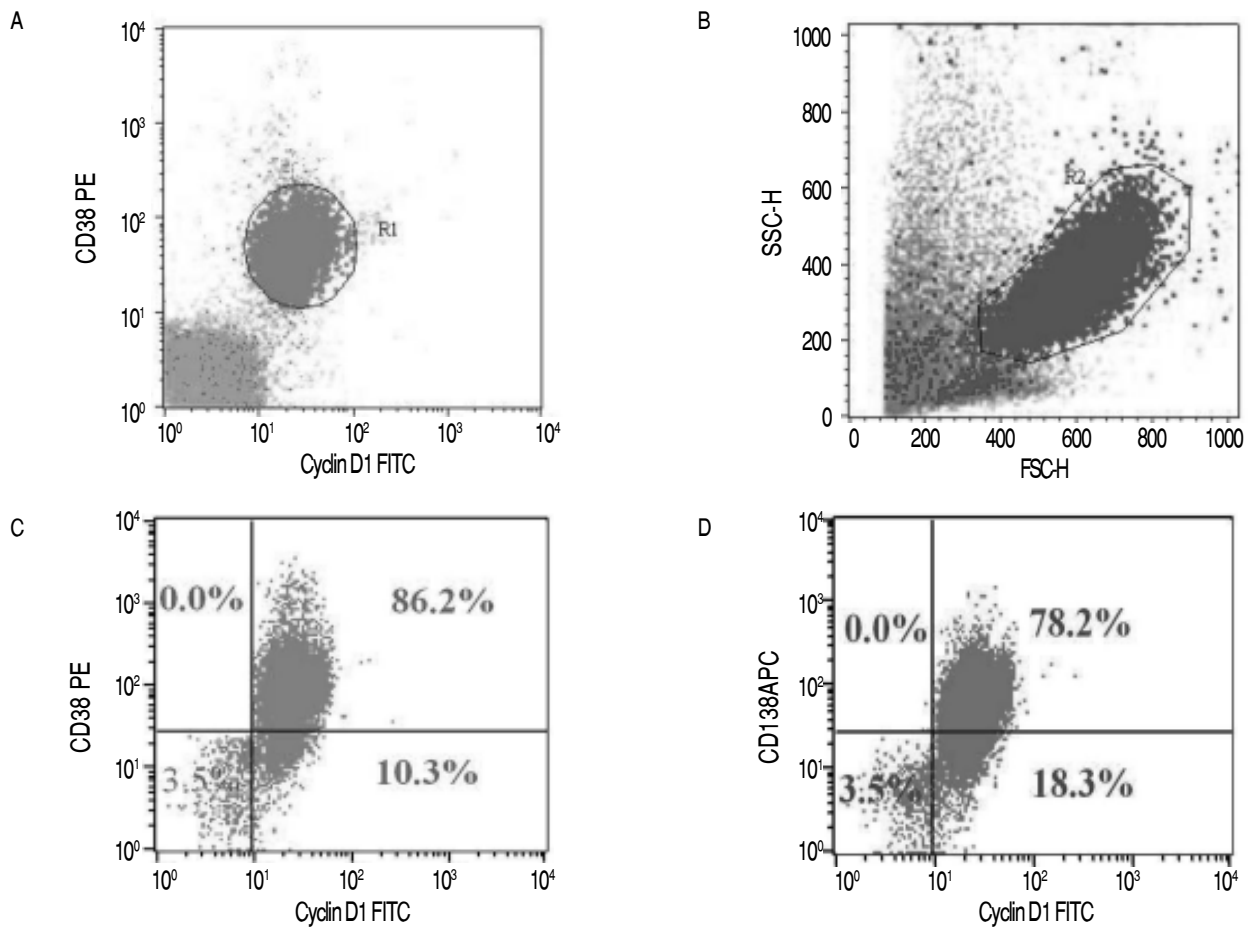 A
CD38 PE
10⁴
10³
10²
10¹
10⁰
R1
10⁰ 10¹ 10² 10³ 10⁴
Cyclin D1 FITC
B
SSC-H
1000
800
600
400
200
0
R2
0 200 400 600 800 1000
FSC-H
C
CD38 PE
10⁴
10³
10²
10¹
10⁰
0.0% 86.2%
3.5% 10.3%
10⁰ 10¹ 10² 10³ 10⁴
Cyclin D1 FITC
D
CD138APC
10⁴
10³
10²
10¹
10⁰
0.0% 78.2%
3.5% 18.3%
10⁰ 10¹ 10² 10³ 10⁴
Cyclin D1 FITC